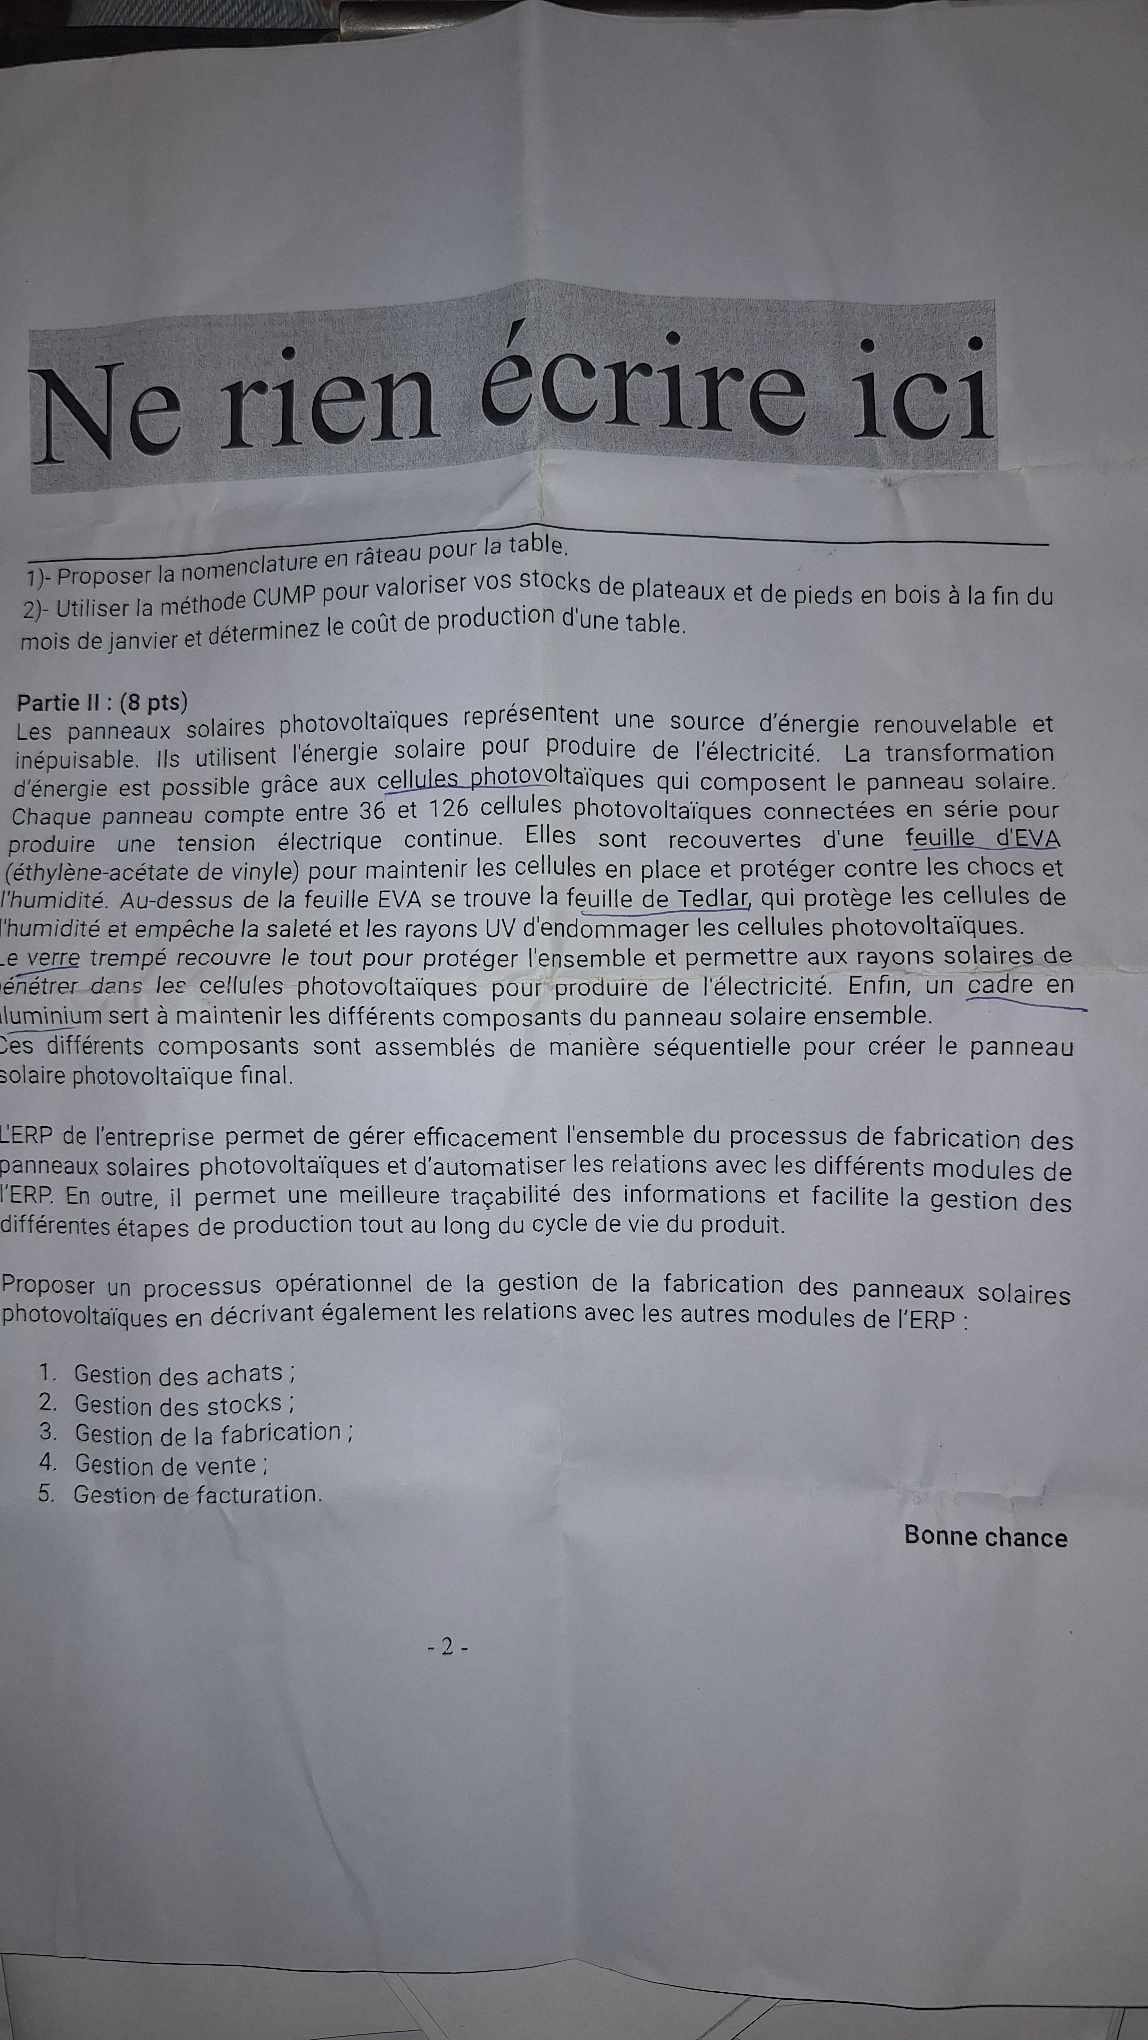 Ne rien écrire ici
1)- Proposer la nomenclature en râteau pour la table.
2)- Utiliser la méthode CUMP pour valoriser vos stocks de plateaux et de pieds en bois à la fin du
mois de janvier et déterminez le coût de production d'une table.
Partie II : (8 pts)
Les panneaux solaires photovoltaïques représentent une source d'énergie renouvelable et
inépuisable. Ils utilisent l'énergie solaire pour produire de l'électricité. La transformation
d'énergie est possible grâce aux cellules photovoltaïques qui composent le panneau solaire.
Chaque panneau compte entre 36 et 126 cellules photovoltaïques connectées en série pour
produire une tension électrique continue. Elles sont recouvertes d'une feuille d'EVA
(éthylène-acétate de vinyle) pour maintenir les cellules en place et protéger contre les chocs et
l'humidité. Au-dessus de la feuille EVA se trouve la feuille de Tedlar, qui protège les cellules de
l'humidité et empêche la saleté et les rayons UV d'endommager les cellules photovoltaïques.
Le verre trempé recouvre le tout pour protéger l'ensemble et permettre aux rayons solaires de
pénétrer dans les cellules photovoltaïques pour produire de l'électricité. Enfin, un cadre en
aluminium sert à maintenir les différents composants du panneau solaire ensemble.
Ces différents composants sont assemblés de manière séquentielle pour créer le panneau
solaire photovoltaïque final.
L'ERP de l'entreprise permet de gérer efficacement l'ensemble du processus de fabrication des
panneaux solaires photovoltaïques et d'automatiser les relations avec les différents modules de
l'ERP. En outre, il permet une meilleure traçabilité des informations et facilite la gestion des
différentes étapes de production tout au long du cycle de vie du produit.
Proposer un processus opérationnel de la gestion de la fabrication des panneaux solaires
photovoltaïques en décrivant également les relations avec les autres modules de l'ERP :
1. Gestion des achats ;
2. Gestion des stocks ;
3. Gestion de la fabrication ;
4. Gestion de vente ;
5. Gestion de facturation.
Bonne chance
- 2 -